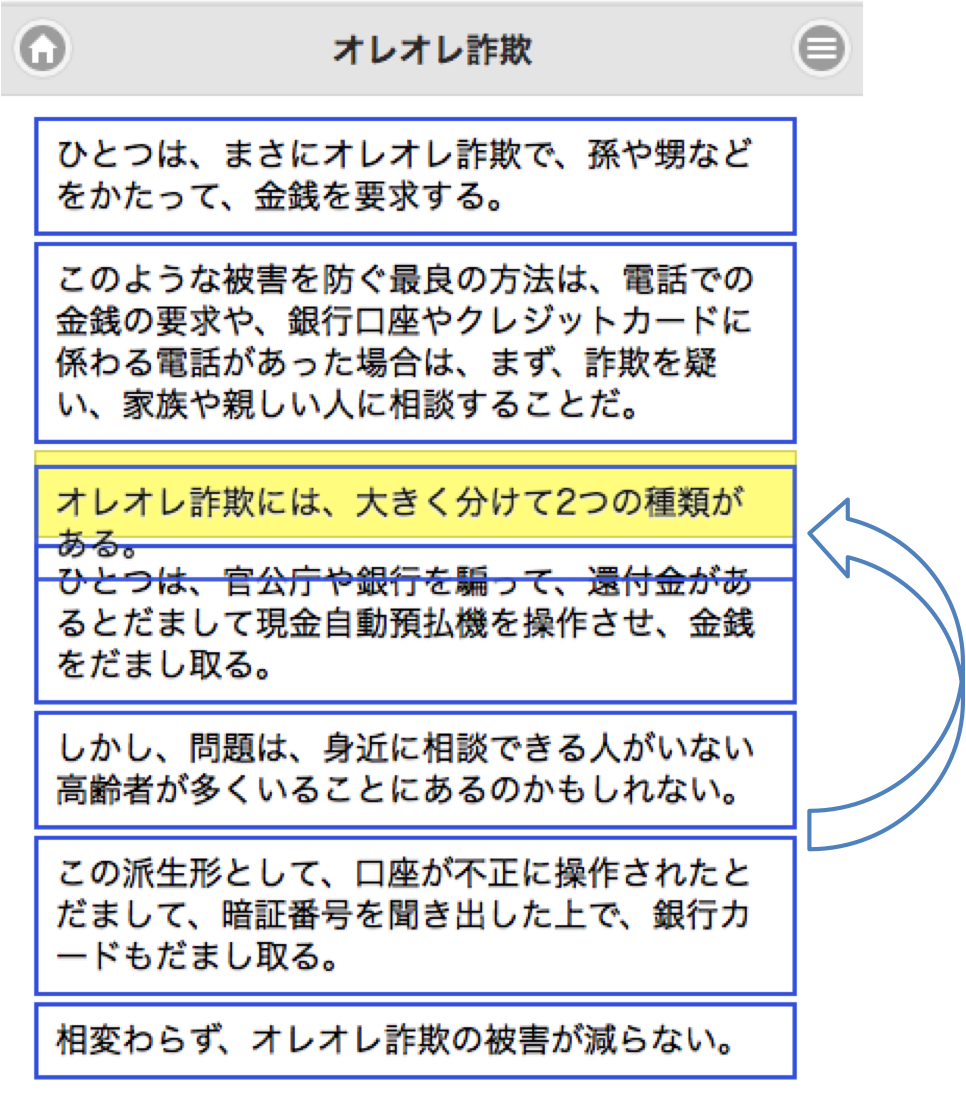 オレオレ詐欺
ひとつは、まさにオレオレ詐欺で、孫や甥など
をかたって、金銭を要求する。
このような被害を防ぐ最良の方法は、電話での
金銭の要求や、銀行口座やクレジットカードに
係わる電話があった場合は、まず、詐欺を疑
い、家族や親しい人に相談することだ。
オレオレ詐欺には、大きく分けて2つの種類が
ある。
ひとつは、官公庁や銀行を騙って、還付金があ
るとだまして現金自動預払機を操作させ、金銭
をだまし取る。
しかし、問題は、身近に相談できる人がいない
高齢者が多くいることにあるのかもしれない。
この派生形として、口座が不正に操作されたと
だまして、暗証番号を聞き出した上で、銀行カ
ードもだまし取る。
相変わらず、オレオレ詐欺の被害が減らない。